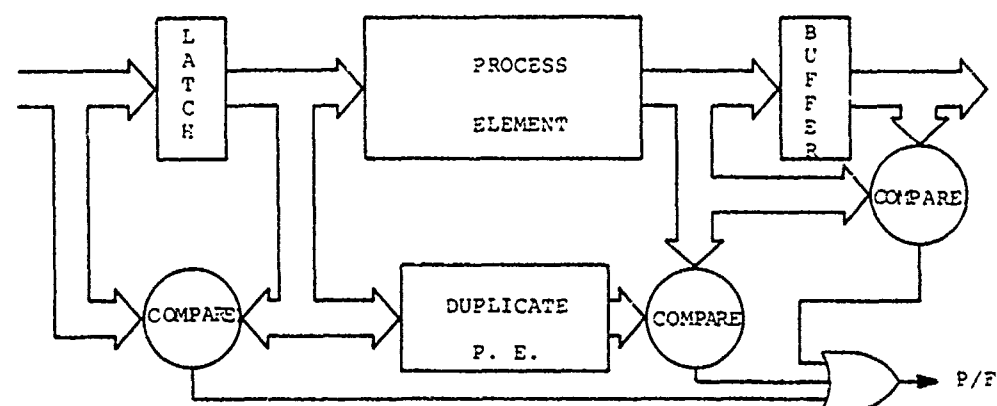 LATCH
PROCESS
ELEMENT
BUFFER
COMPARE
COMPARE
DUPLICATE
P. E.
COMPARE
P/F